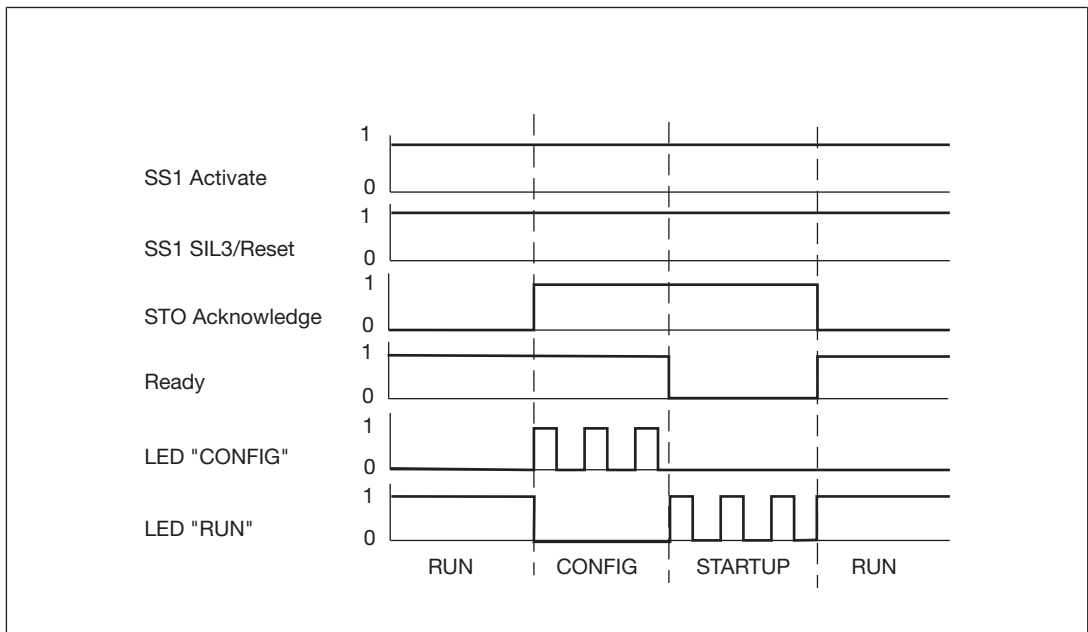 1
SS1 Activate
0
1
SS1 SIL3/Reset
0
1
STO Acknowledge
0
1
Ready
0
1
LED "CONFIG"
0
1
LED "RUN"
0
RUN CONFIG STARTUP RUN